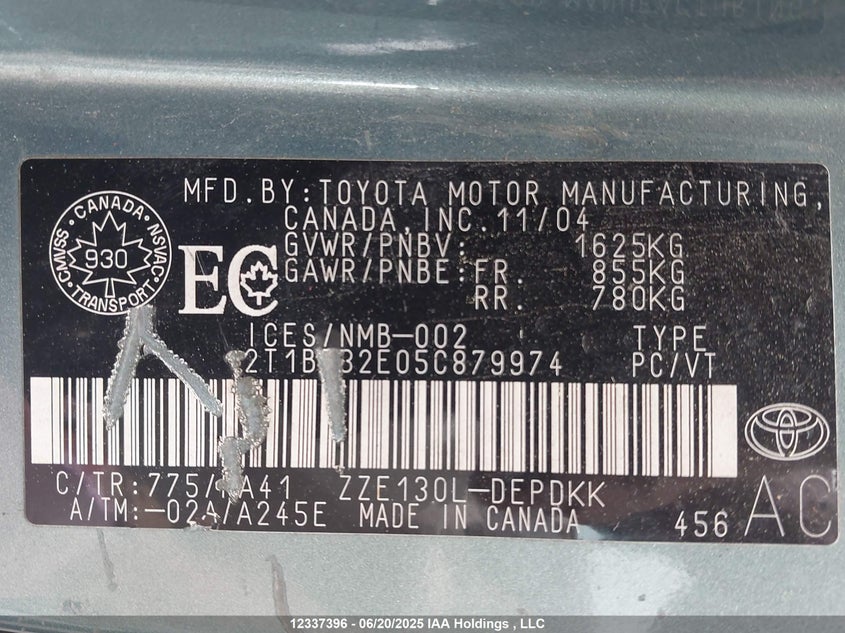 MFD.BY:TOYOTA MOTOR MANUFACTURING,
CANADA,INC.11/04
GVWR/PNBV: 1625KG
GAWR/PNBE:FR. 855KG
RR. 780KG
CANADA
CMVSS 930 NSVAC
TRANSPORT
EC
ICES/NMB-002 TYPE
PC/VT
C/TR: ZZE130L-DEPDKK
A/TM: MADE IN CANADA 456 AC
12337396 - 06/20/2025 IAA Holdings , LLC